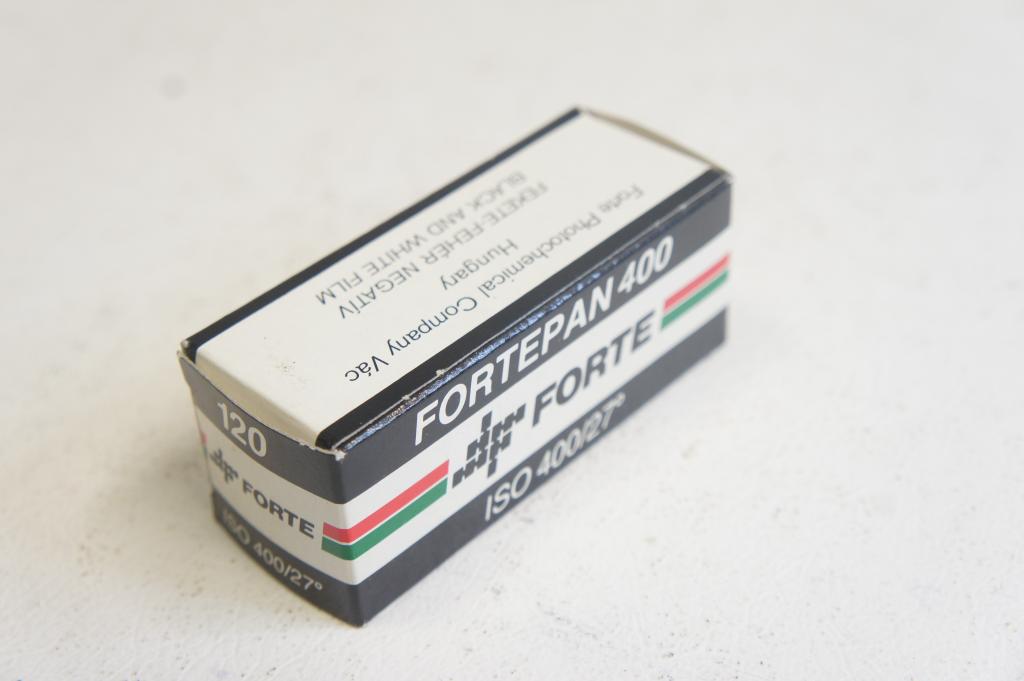 Forte Photochemical Company Vác
Hungary
FEKETE-FEHÉR NEGATÍV
BLACK AND WHITE FILM
FORTEPAN 400
FORTE
ISO 400/27°
120
FORTE
ISO 400/27°